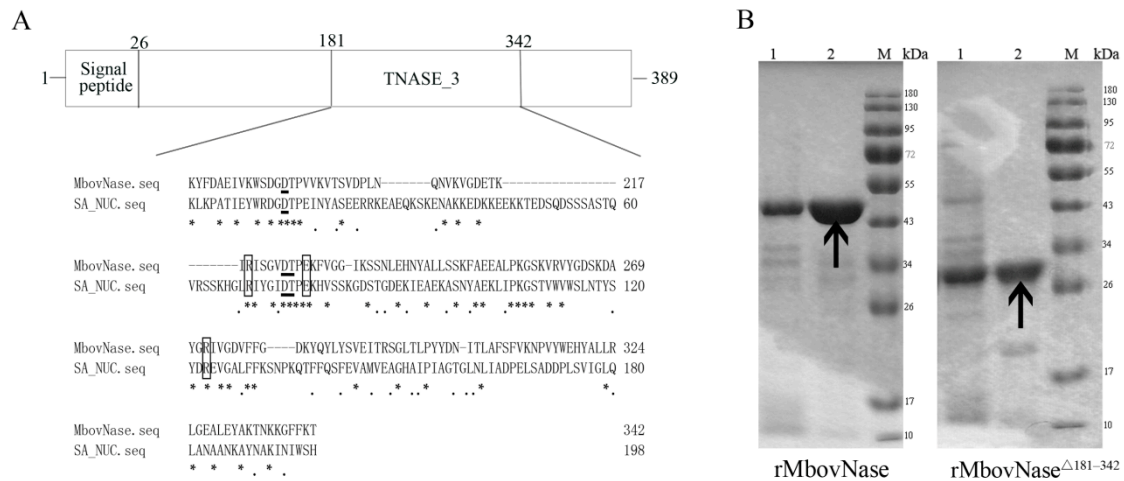 A
1
Signal
peptide
26
181
TNASE_3
342
389
MbovNase.seq KYFDAEIVKWSDGDTPVVKVTSVDPLN-------QNVKVGDETK---------------- 217
SA_NUC.seq KLKPATIEYWRDGDTPEINYASEERRKEAEQKSKENAKKEDKKEEKKTEDSQDSSSASTQ 60
MbovNase.seq -------IRISGVDTPEKFVGG-IKSSNLEHNYALLSSKFAEEALPKGSKVRVYGDSKDA 269
SA_NUC.seq VRSSKHGLRIYGIDTPEKHVSSKGDSTGDEKIEAEKASNYAEKLIPKGSTVWVWSLNTYS 120
MbovNase.seq YGRIVGDVFFG----DKYQYLYSVEITRSGLTLPYYDN-ITLAFSFVKNPVYWEHYALLR 324
SA_NUC.seq YDREVGALFFKSNPKQTFFQSFEVAMVEAGHAIPIAGTGLNLIADPELSADDPLSVIGLQ 180
MbovNase.seq LGEALEYAKTNKKGFFKT 342
SA_NUC.seq LANAANKAYNAKINIWSH 198
B
1 2 M kDa
180
130
95
72
55
43
34
26
17
10
rMbovNase
1 2 M kDa
180
130
95
72
55
43
34
26
17
10
rMbovNase△181-342